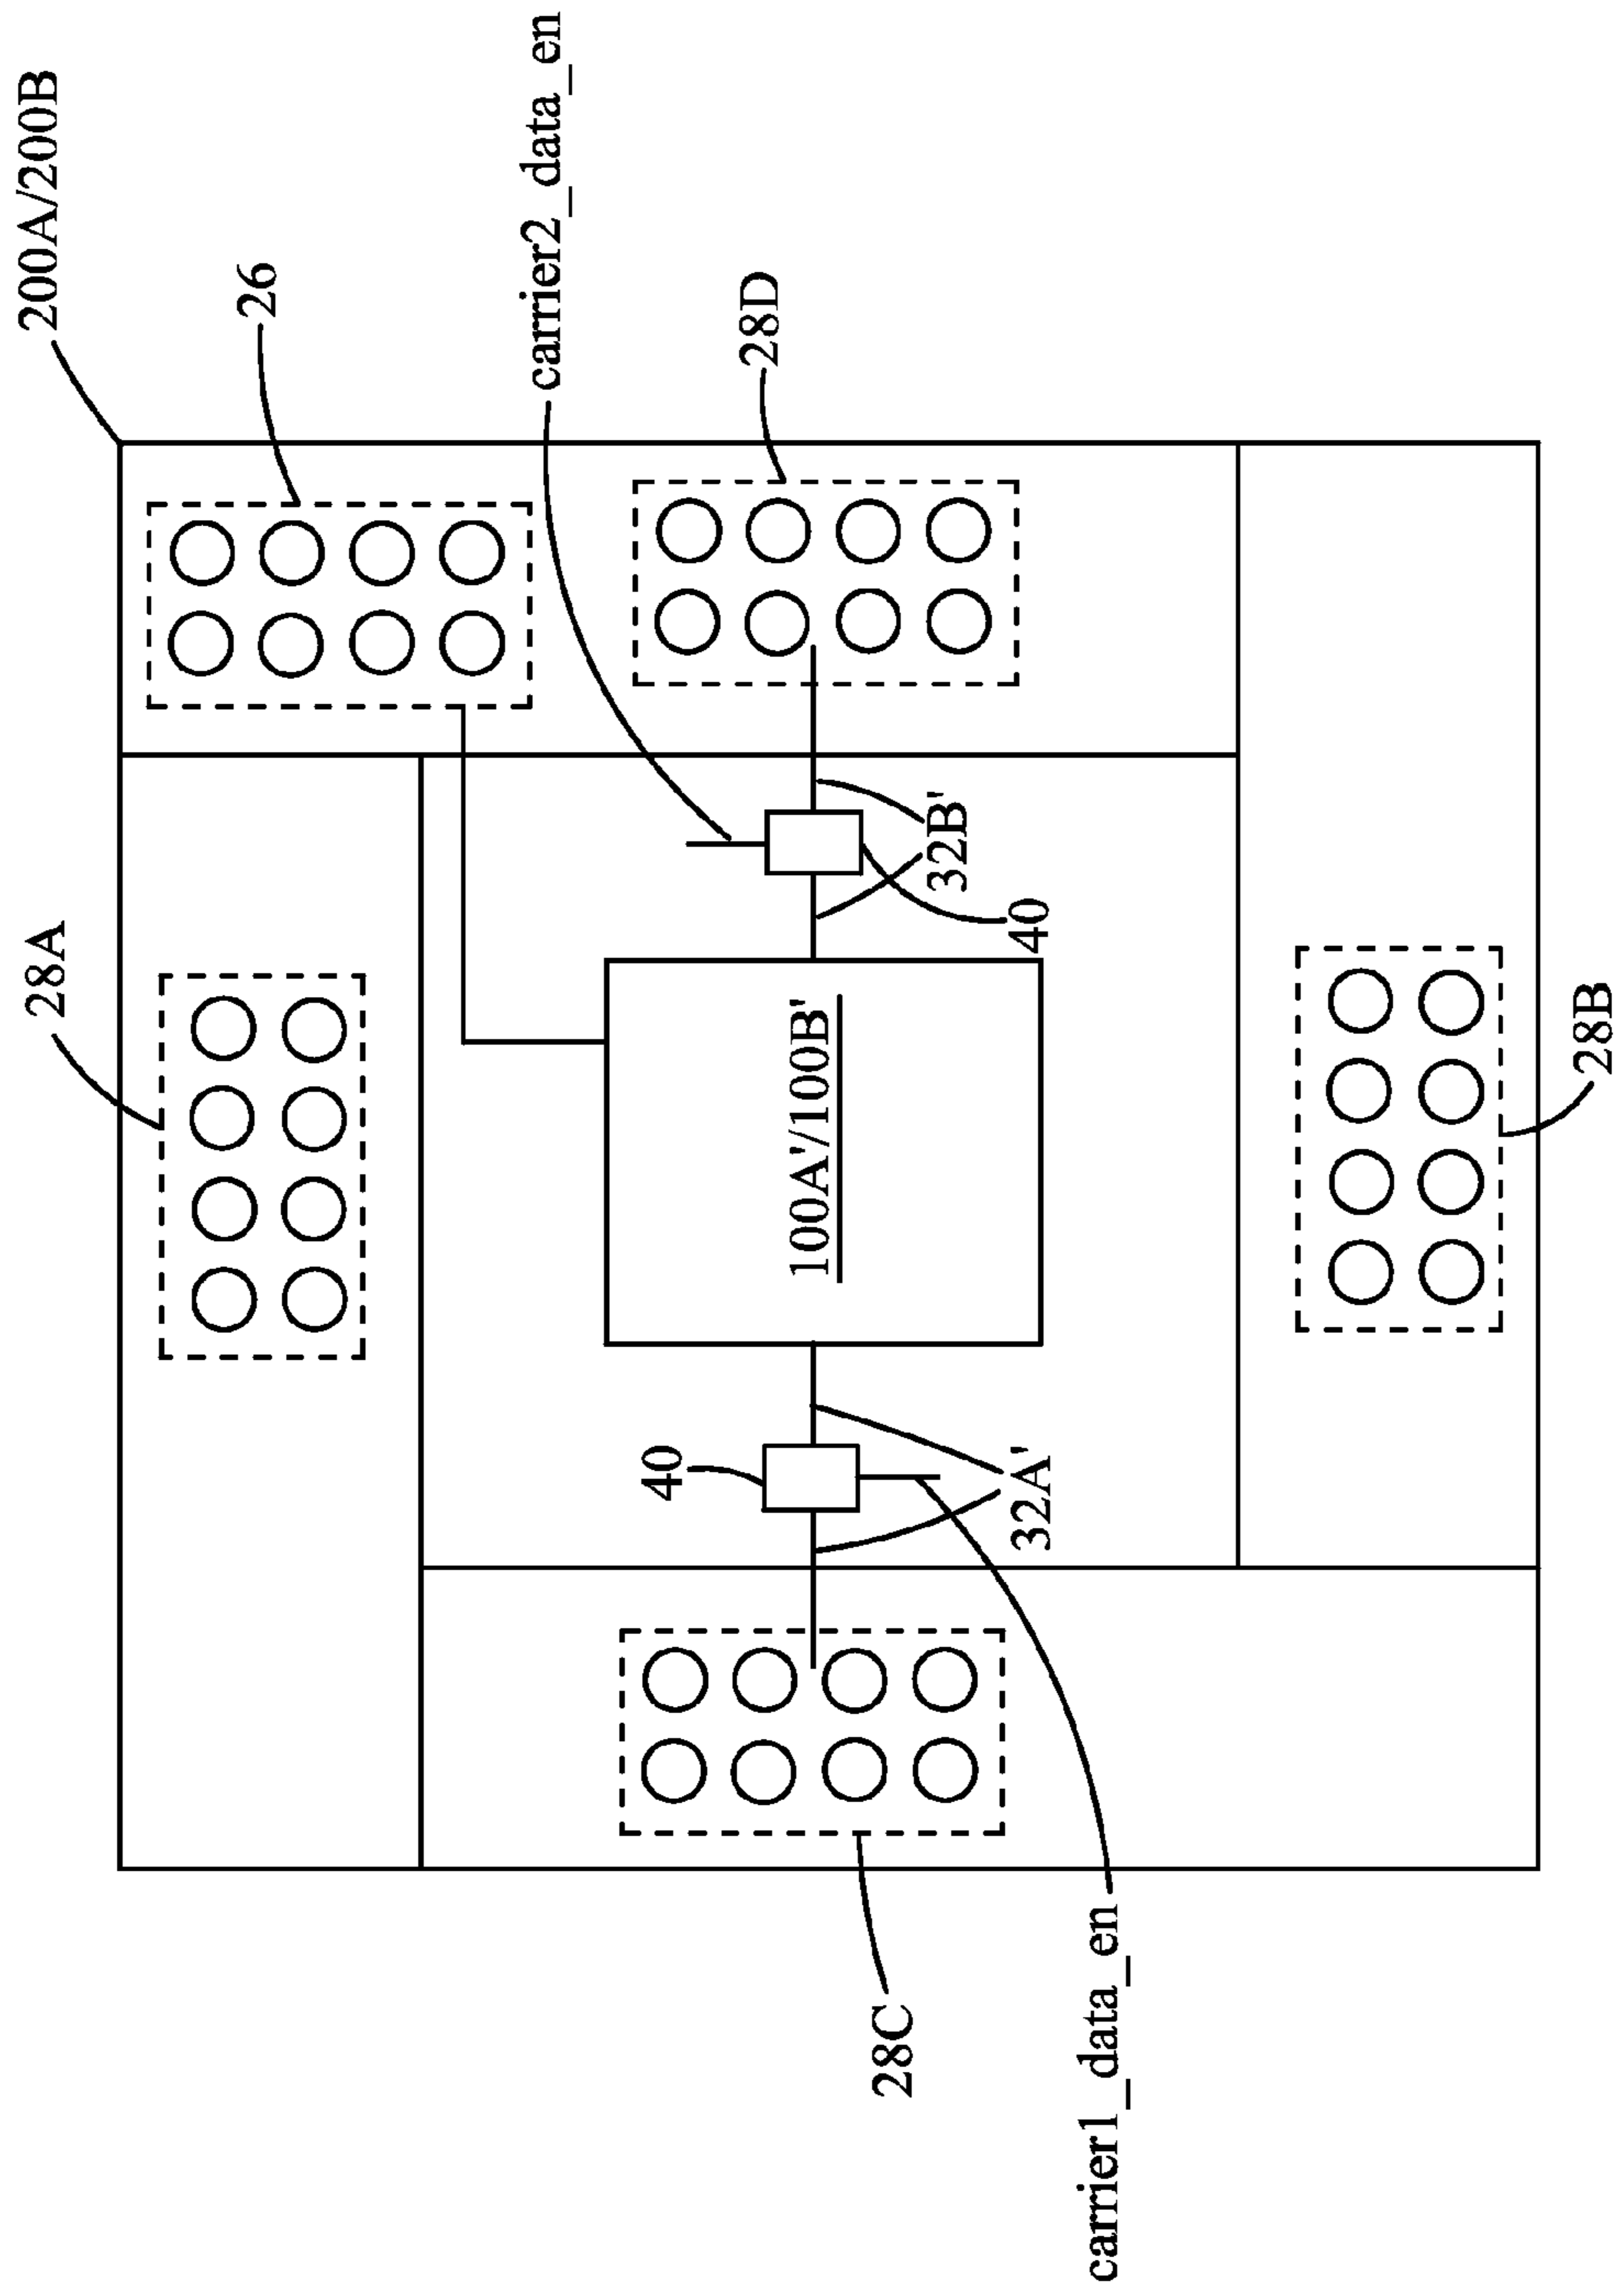 200A/200B
26
carrier2_data_en
28D
28A
32B'
40
100A'/100B'
40
32A'
28B
28C
carrier1_data_en